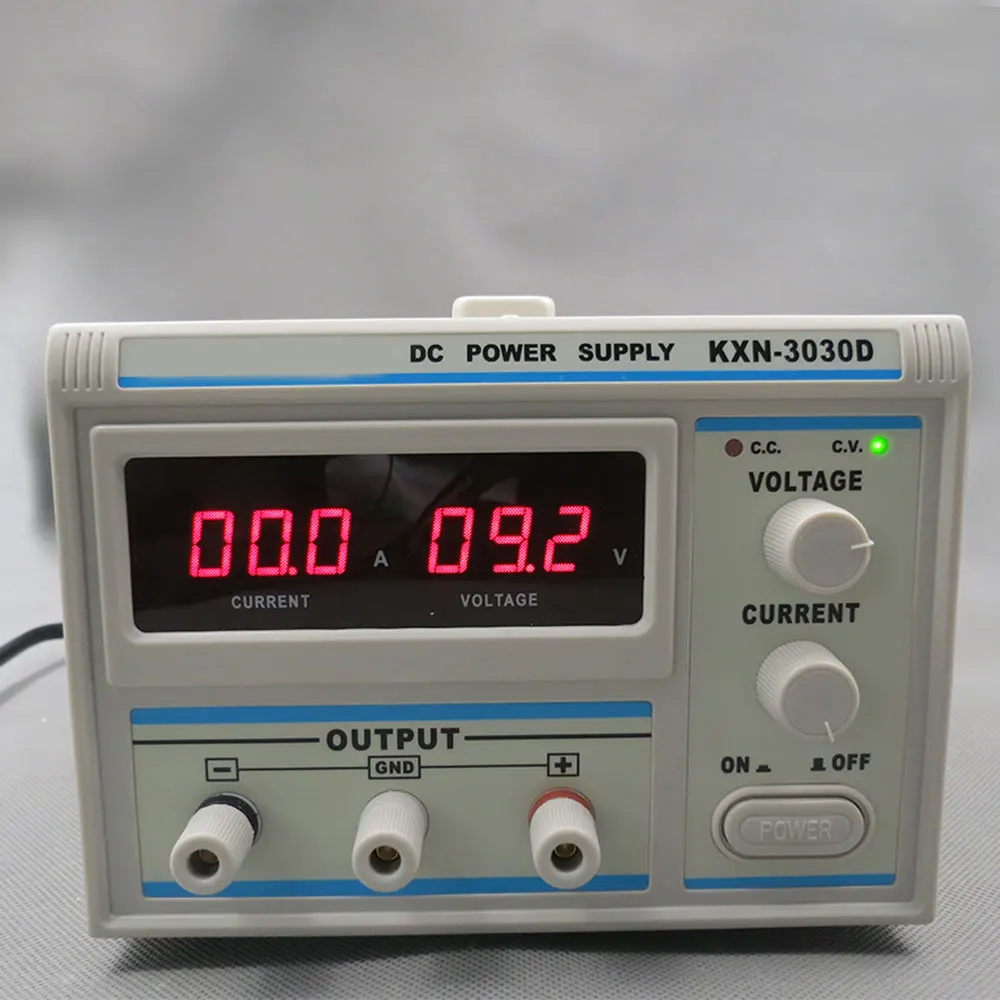 DC POWER SUPPLY KXN-3030D
C.C. C.V.
VOLTAGE
00.0 A 09.2 V
CURRENT VOLTAGE
CURRENT
OUTPUT
- GND +
ON OFF
POWER